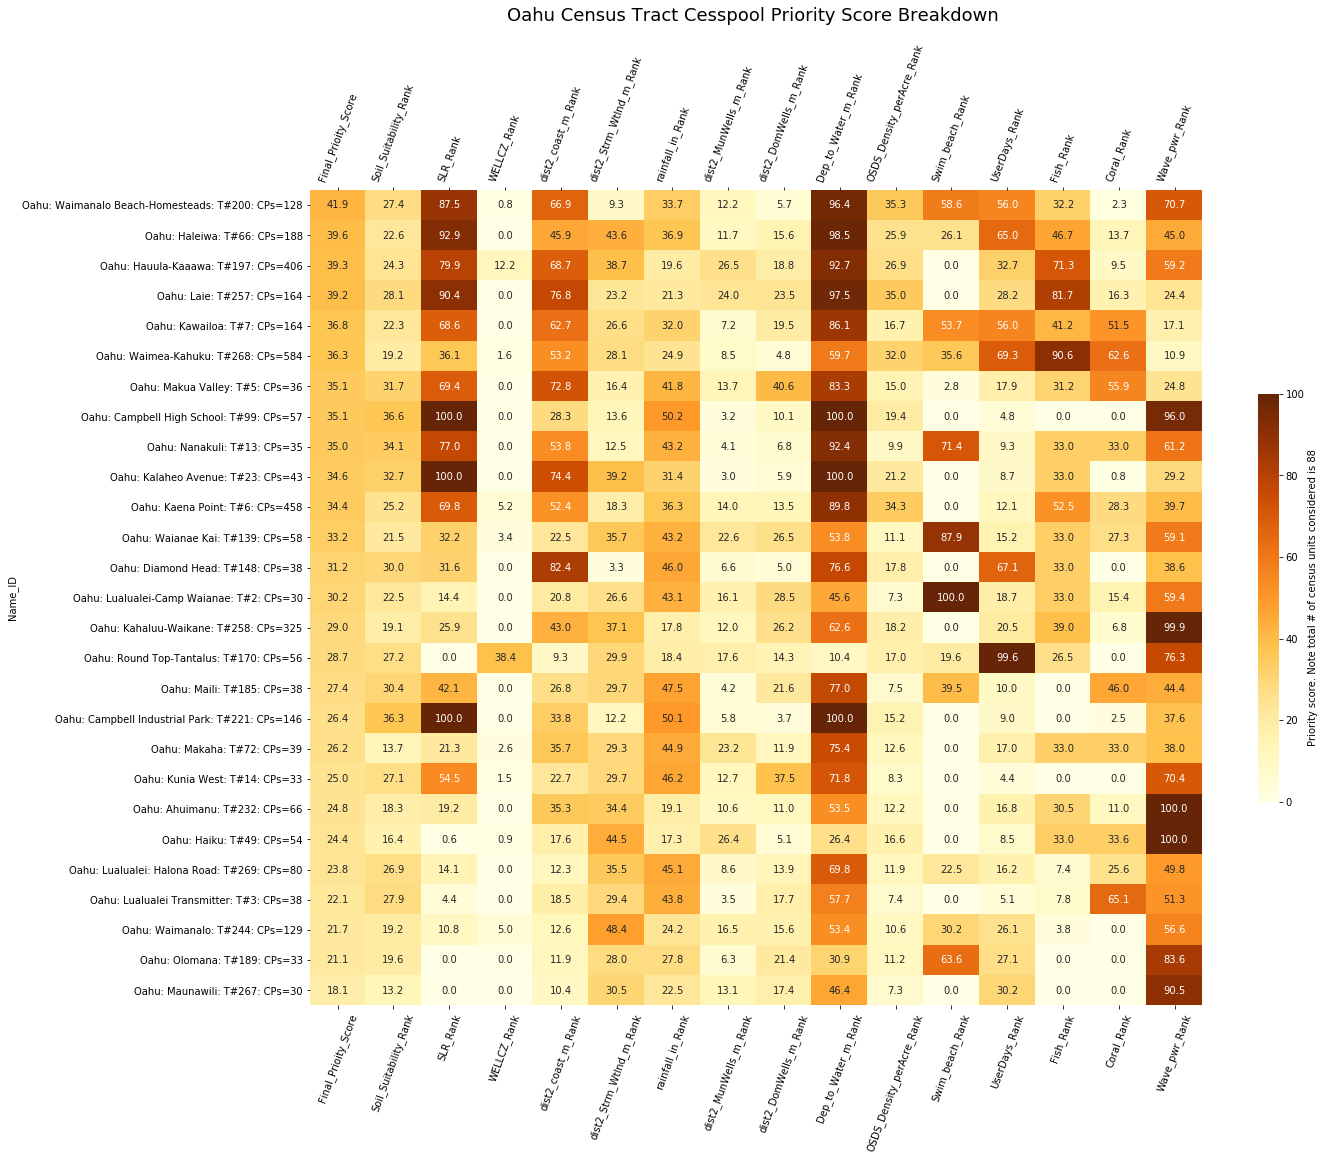 Oahu Census Tract Cesspool Priority Score Breakdown
Final_Prioity_Score Soil_Suitability_Rank SLR_Rank WELLCZ_Rank dist2_coast_m_Rank dist2_Strm_Wtlnd_m_Rank rainfall_in_Rank dist2_MunWells_m_Rank dist2_DomWells_m_Rank Dep_to_Water_m_Rank OSDS_Density_perAcre_Rank Swim_beach_Rank UserDays_Rank Fish_Rank Coral_Rank Wave_pwr_Rank
Name_ID
Oahu: Waimanalo Beach-Homesteads: T#200: CPs=128 41.9 27.4 87.5 0.8 66.9 9.3 33.7 12.2 5.7 96.4 35.3 58.6 56.0 32.2 2.3 70.7
Oahu: Haleiwa: T#66: CPs=188 39.6 22.6 92.9 0.0 45.9 43.6 36.9 11.7 15.6 98.5 25.9 26.1 65.0 46.7 13.7 45.0
Oahu: Hauula-Kaaawa: T#197: CPs=406 39.3 24.3 79.9 12.2 68.7 38.7 19.6 26.5 18.8 92.7 26.9 0.0 32.7 71.3 9.5 59.2
Oahu: Laie: T#257: CPs=164 39.2 28.1 90.4 0.0 76.8 23.2 21.3 24.0 23.5 97.5 35.0 0.0 28.2 81.7 16.3 24.4
Oahu: Kawailoa: T#7: CPs=164 36.8 22.3 68.6 0.0 62.7 26.6 32.0 7.2 19.5 86.1 16.7 53.7 56.0 41.2 51.5 17.1
Oahu: Waimea-Kahuku: T#268: CPs=584 36.3 19.2 36.1 1.6 53.2 28.1 24.9 8.5 4.8 59.7 32.0 35.6 69.3 90.6 62.6 10.9
Oahu: Makua Valley: T#5: CPs=36 35.1 31.7 69.4 0.0 72.8 16.4 41.8 13.7 40.6 83.3 15.0 2.8 17.9 31.2 55.9 24.8
Oahu: Campbell High School: T#99: CPs=57 35.1 36.6 100.0 0.0 28.3 13.6 50.2 3.2 10.1 100.0 19.4 0.0 4.8 0.0 0.0 96.0
Oahu: Nanakuli: T#13: CPs=35 35.0 34.1 77.0 0.0 53.8 12.5 43.2 4.1 6.8 92.4 9.9 71.4 9.3 33.0 33.0 61.2
Oahu: Kalaheo Avenue: T#23: CPs=43 34.6 32.7 100.0 0.0 74.4 39.2 31.4 3.0 5.9 100.0 21.2 0.0 8.7 33.0 0.8 29.2
Oahu: Kaena Point: T#6: CPs=458 34.4 25.2 69.8 5.2 52.4 18.3 36.3 14.0 13.5 89.8 34.3 0.0 12.1 52.5 28.3 39.7
Oahu: Waianae Kai: T#139: CPs=58 33.2 21.5 32.2 3.4 22.5 35.7 43.2 22.6 26.5 53.8 11.1 87.9 15.2 33.0 27.3 59.1
Oahu: Diamond Head: T#148: CPs=38 31.2 30.0 31.6 0.0 82.4 3.3 46.0 6.6 5.0 76.6 17.8 0.0 67.1 33.0 0.0 38.6
Oahu: Lualualei-Camp Waianae: T#2: CPs=30 30.2 22.5 14.4 0.0 20.8 26.6 43.1 16.1 28.5 45.6 7.3 100.0 18.7 33.0 15.4 59.4
Oahu: Kahaluu-Waikane: T#258: CPs=325 29.0 19.1 25.9 0.0 43.0 37.1 17.8 12.0 26.2 62.6 18.2 0.0 20.5 39.0 6.8 99.9
Oahu: Round Top-Tantalus: T#170: CPs=56 28.7 27.2 0.0 38.4 9.3 29.9 18.4 17.6 14.3 10.4 17.0 19.6 99.6 26.5 0.0 76.3
Oahu: Maili: T#185: CPs=38 27.4 30.4 42.1 0.0 26.8 29.7 47.5 4.2 21.6 77.0 7.5 39.5 10.0 0.0 46.0 44.4
Oahu: Campbell Industrial Park: T#221: CPs=146 26.4 36.3 100.0 0.0 33.8 12.2 50.1 5.8 3.7 100.0 15.2 0.0 9.0 0.0 2.5 37.6
Oahu: Makaha: T#72: CPs=39 26.2 13.7 21.3 2.6 35.7 29.3 44.9 23.2 11.9 75.4 12.6 0.0 17.0 33.0 33.0 38.0
Oahu: Kunia West: T#14: CPs=33 25.0 27.1 54.5 1.5 22.7 29.7 46.2 12.7 37.5 71.8 8.3 0.0 4.4 0.0 0.0 70.4
Oahu: Ahuimanu: T#232: CPs=66 24.8 18.3 19.2 0.0 35.3 34.4 19.1 10.6 11.0 53.5 12.2 0.0 16.8 30.5 11.0 100.0
Oahu: Haiku: T#49: CPs=54 24.4 16.4 0.6 0.9 17.6 44.5 17.3 26.4 5.1 26.4 16.6 0.0 8.5 33.0 33.6 100.0
Oahu: Lualualei: Halona Road: T#269: CPs=80 23.8 26.9 14.1 0.0 12.3 35.5 45.1 8.6 13.9 69.8 11.9 22.5 16.2 7.4 25.6 49.8
Oahu: Lualualei Transmitter: T#3: CPs=38 22.1 27.9 4.4 0.0 18.5 29.4 43.8 3.5 17.7 57.7 7.4 0.0 5.1 7.8 65.1 51.3
Oahu: Waimanalo: T#244: CPs=129 21.7 19.2 10.8 5.0 12.6 48.4 24.2 16.5 15.6 53.4 10.6 30.2 26.1 3.8 0.0 56.6
Oahu: Olomana: T#189: CPs=33 21.1 19.6 0.0 0.0 11.9 28.0 27.8 6.3 21.4 30.9 11.2 63.6 27.1 0.0 0.0 83.6
Oahu: Maunawili: T#267: CPs=30 18.1 13.2 0.0 0.0 10.4 30.5 22.5 13.1 17.4 46.4 7.3 0.0 30.2 0.0 0.0 90.5
Final_Prioity_Score Soil_Suitability_Rank SLR_Rank WELLCZ_Rank dist2_coast_m_Rank dist2_Strm_Wtlnd_m_Rank rainfall_in_Rank dist2_MunWells_m_Rank dist2_DomWells_m_Rank Dep_to_Water_m_Rank OSDS_Density_perAcre_Rank Swim_beach_Rank UserDays_Rank Fish_Rank Coral_Rank Wave_pwr_Rank
100
80
60
40
20
0
Priority score. Note total # of census units considered is 88